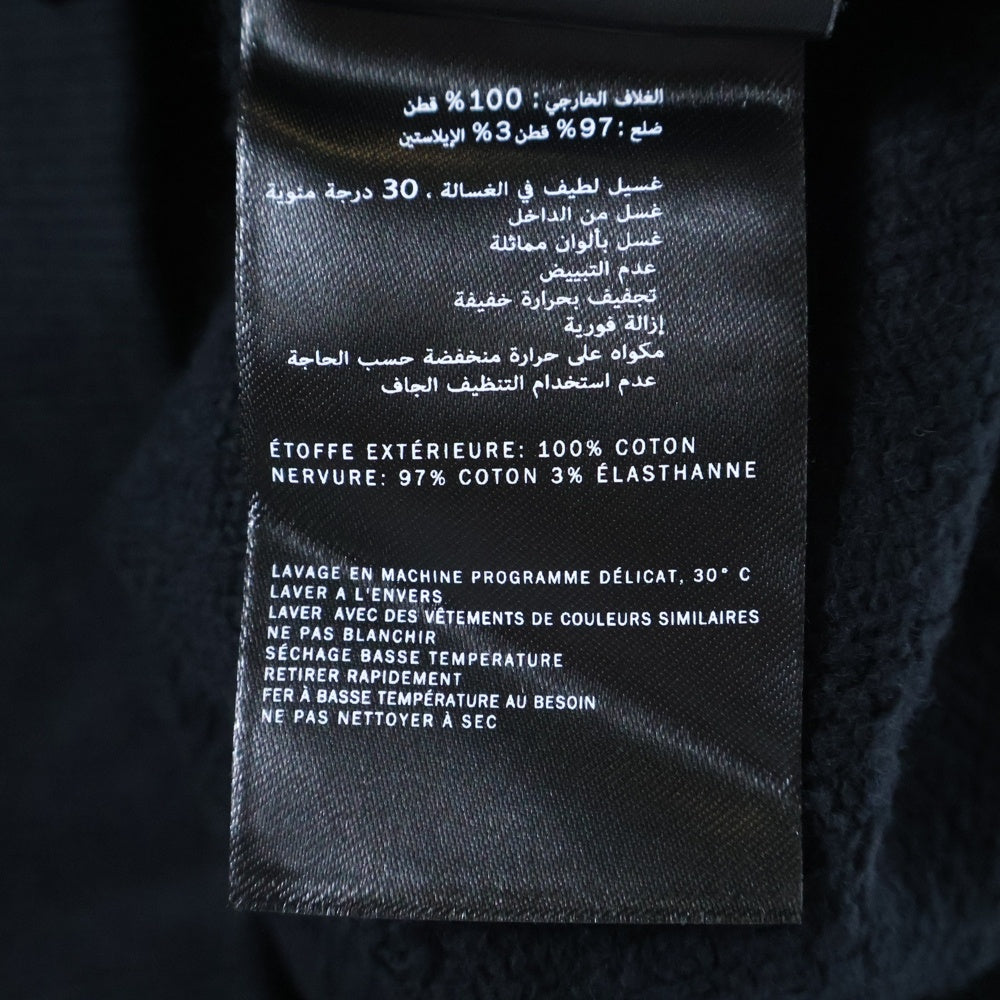 الغلاف الخارجي: 100% قطن
ضلع: 97% قطن 3% الإيلاستين
غسيل لطيف في الغسالة، 30 درجة مئوية
غسل من الداخل
غسل بألوان مماثلة
عدم التبييض
تجفيف بحرارة خفيفة
إزالة فورية
مكواه على حرارة منخفضة حسب الحاجة
عدم استخدام التنظيف الجاف
ÉTOFFE EXTÉRIEURE: 100% COTON
NERVURE: 97% COTON 3% ÉLASTHANNE
LAVAGE EN MACHINE PROGRAMME DÉLICAT, 30° C
LAVER A L'ENVERS
LAVER AVEC DES VÊTEMENTS DE COULEURS SIMILAIRES
NE PAS BLANCHIR
SÉCHAGE BASSE TEMPERATURE
RETIRER RAPIDEMENT
FER À BASSE TEMPÉRATURE AU BESOIN
NE PAS NETTOYER À SEC